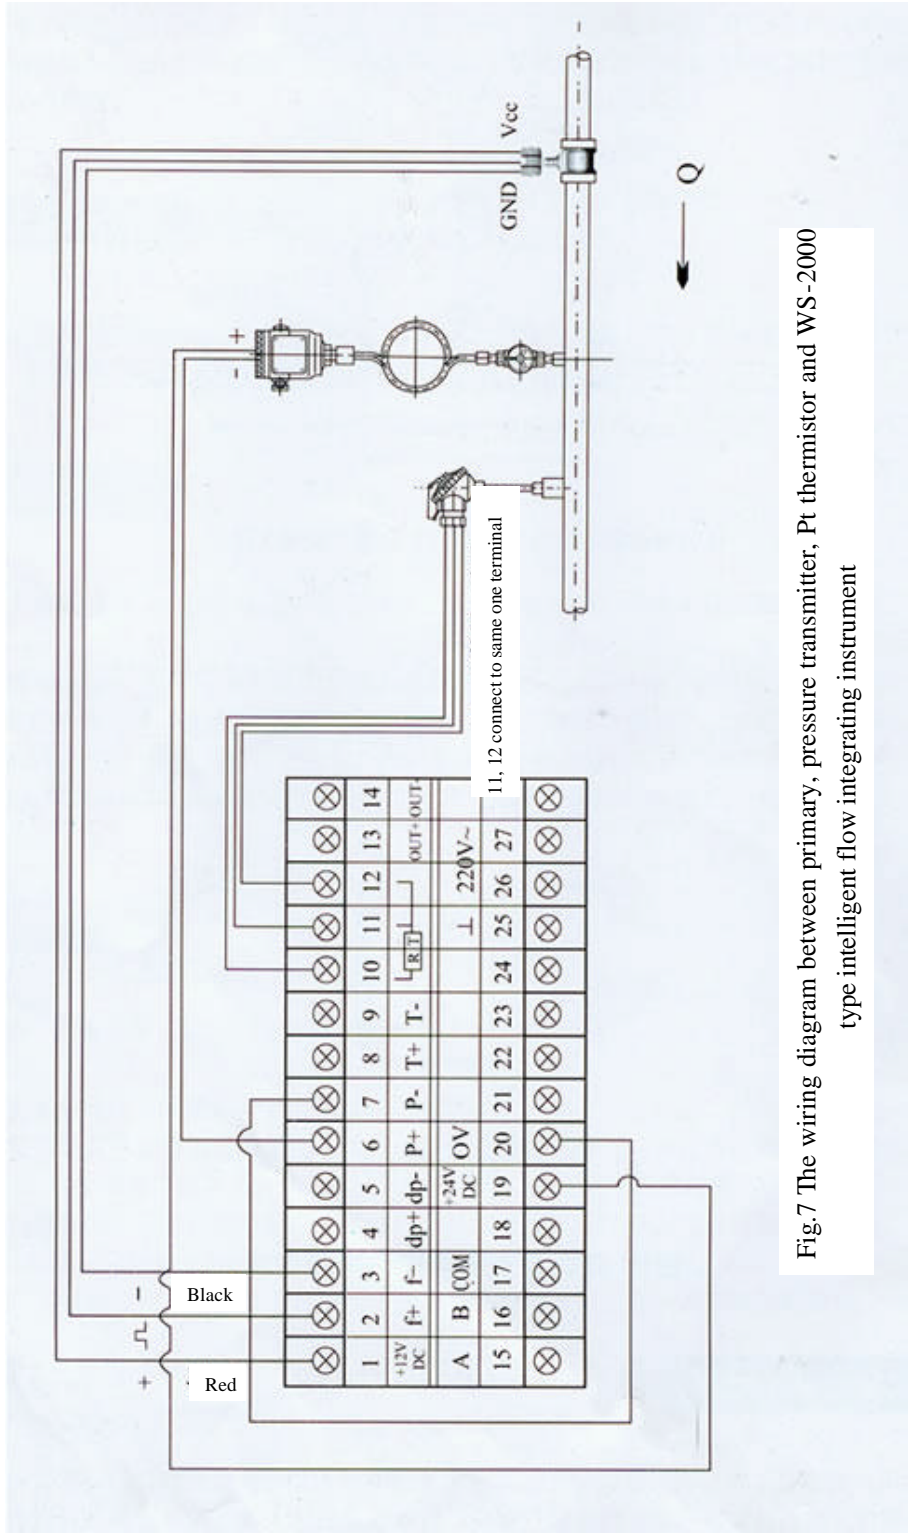 Vcc
GND
Q
+
-
11, 12 connect to same one terminal
+ ⎍ -
Red
Black
1 2 3 4 5 6 7 8 9 10 11 12 13 14
+12V DC f+ f- dp+ dp- P+ P- T+ T- RT OUT+ OUT-
A B COM +24V DC OV ⊥ 220V~
15 16 17 18 19 20 21 22 23 24 25 26 27
Fig.7 The wiring diagram between primary, pressure transmitter, Pt thermistor and WS-2000
type intelligent flow integrating instrument